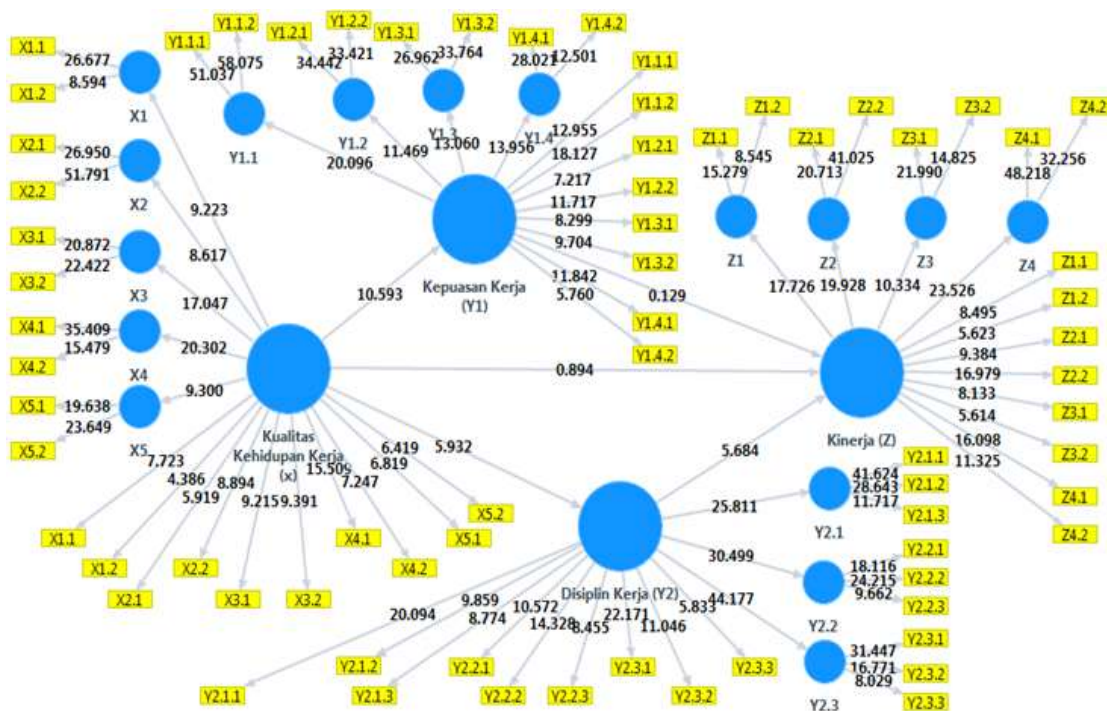 X1.1
26.677
8.594
X1.2
X1
X2.1
26.950
51.791
X2.2
X2
X3.1
20.872
22.422
X3.2
X3
X4.1
35.409
15.479
X4.2
X4
X5.1
19.638
23.649
X5.2
X5
9.223
8.617
17.047
20.302
9.300
Kualitas
Kehidupan Kerja
(x)
7.723
4.386
5.919
8.894
9.215
9.391
15.509
7.247
6.819
6.419
X1.1
X1.2
X2.1
X2.2
X3.1
X3.2
X4.1
X4.2
X5.1
X5.2
10.593
0.894
5.932
Y1.1.1
Y1.1.2
51.037
58.075
Y1.1
Y1.2.1
Y1.2.2
34.442
33.421
Y1.2
Y1.3.1
Y1.3.2
26.962
33.764
Y1.3
Y1.4.1
Y1.4.2
28.021
12.501
Y1.4
20.096
11.469
13.060
13.956
Kepuasan Kerja
(Y1)
12.955
18.127
7.217
11.717
8.299
9.704
11.842
5.760
Y1.1.1
Y1.1.2
Y1.2.1
Y1.2.2
Y1.3.1
Y1.3.2
Y1.4.1
Y1.4.2
0.129
Z1.1
Z1.2
15.279
8.545
Z1
Z2.1
Z2.2
20.713
41.025
Z2
Z3.1
Z3.2
21.990
14.825
Z3
Z4.1
Z4.2
48.218
32.256
Z4
17.726
19.928
10.334
23.526
Kinerja (Z)
8.495
5.623
9.384
16.979
8.133
5.614
16.098
11.325
Z1.1
Z1.2
Z2.1
Z2.2
Z3.1
Z3.2
Z4.1
Z4.2
5.684
Disiplin Kerja (Y2)
25.811
30.499
44.177
Y2.1.1
41.624
28.643
Y2.1.2
11.717
Y2.1.3
Y2.1
Y2.2.1
18.116
24.215
Y2.2.2
9.662
Y2.2.3
Y2.2
Y2.3.1
31.447
16.771
Y2.3.2
8.029
Y2.3.3
Y2.3
20.094
9.859
8.774
10.572
14.328
8.455
22.171
11.046
5.833
Y2.1.1
Y2.1.2
Y2.1.3
Y2.2.1
Y2.2.2
Y2.2.3
Y2.3.1
Y2.3.2
Y2.3.3